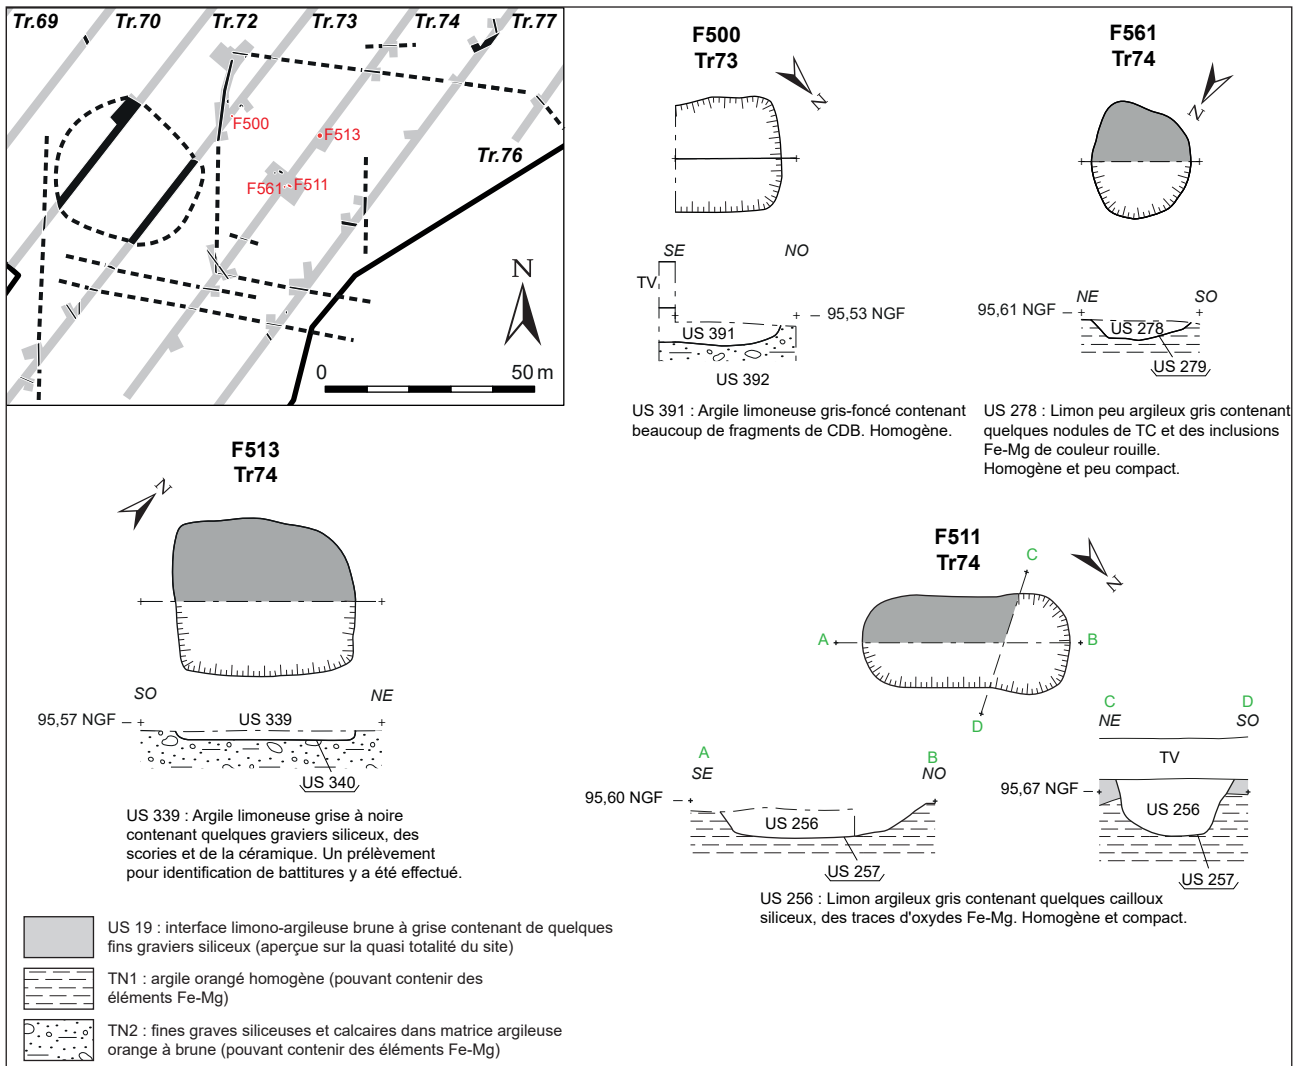 Tr.69 Tr.70 Tr.72 Tr.73 Tr.74 Tr.77
F500
F513
Tr.76
F561 F511
N
0 50 m
F500
Tr73
N
SE NO
TV
95,53 NGF
US 391
US 392
US 391 : Argile limoneuse gris-foncé contenant
beaucoup de fragments de CDB. Homogène.
F561
Tr74
N
NE SO
95,61 NGF
US 278
US 279
US 278 : Limon peu argileux gris contenant
quelques nodules de TC et des inclusions
Fe-Mg de couleur rouille.
Homogène et peu compact.
F513
Tr74
N
SO NE
95,57 NGF
US 339
US 340
US 339 : Argile limoneuse grise à noire
contenant quelques graviers siliceux, des
scories et de la céramique. Un prélèvement
pour identification de battitures y a été effectué.
F511
Tr74
C
N
A B
D
A B
SE NO
95,60 NGF
US 256
US 257
C D
NE SO
TV
95,67 NGF
US 256
US 257
US 256 : Limon argileux gris contenant quelques cailloux
siliceux, des traces d'oxydes Fe-Mg. Homogène et compact.
US 19 : interface limono-argileuse brune à grise contenant de quelques
fins graviers siliceux (aperçue sur la quasi totalité du site)
TN1 : argile orangé homogène (pouvant contenir des
éléments Fe-Mg)
TN2 : fines graves siliceuses et calcaires dans matrice argileuse
orange à brune (pouvant contenir des éléments Fe-Mg)